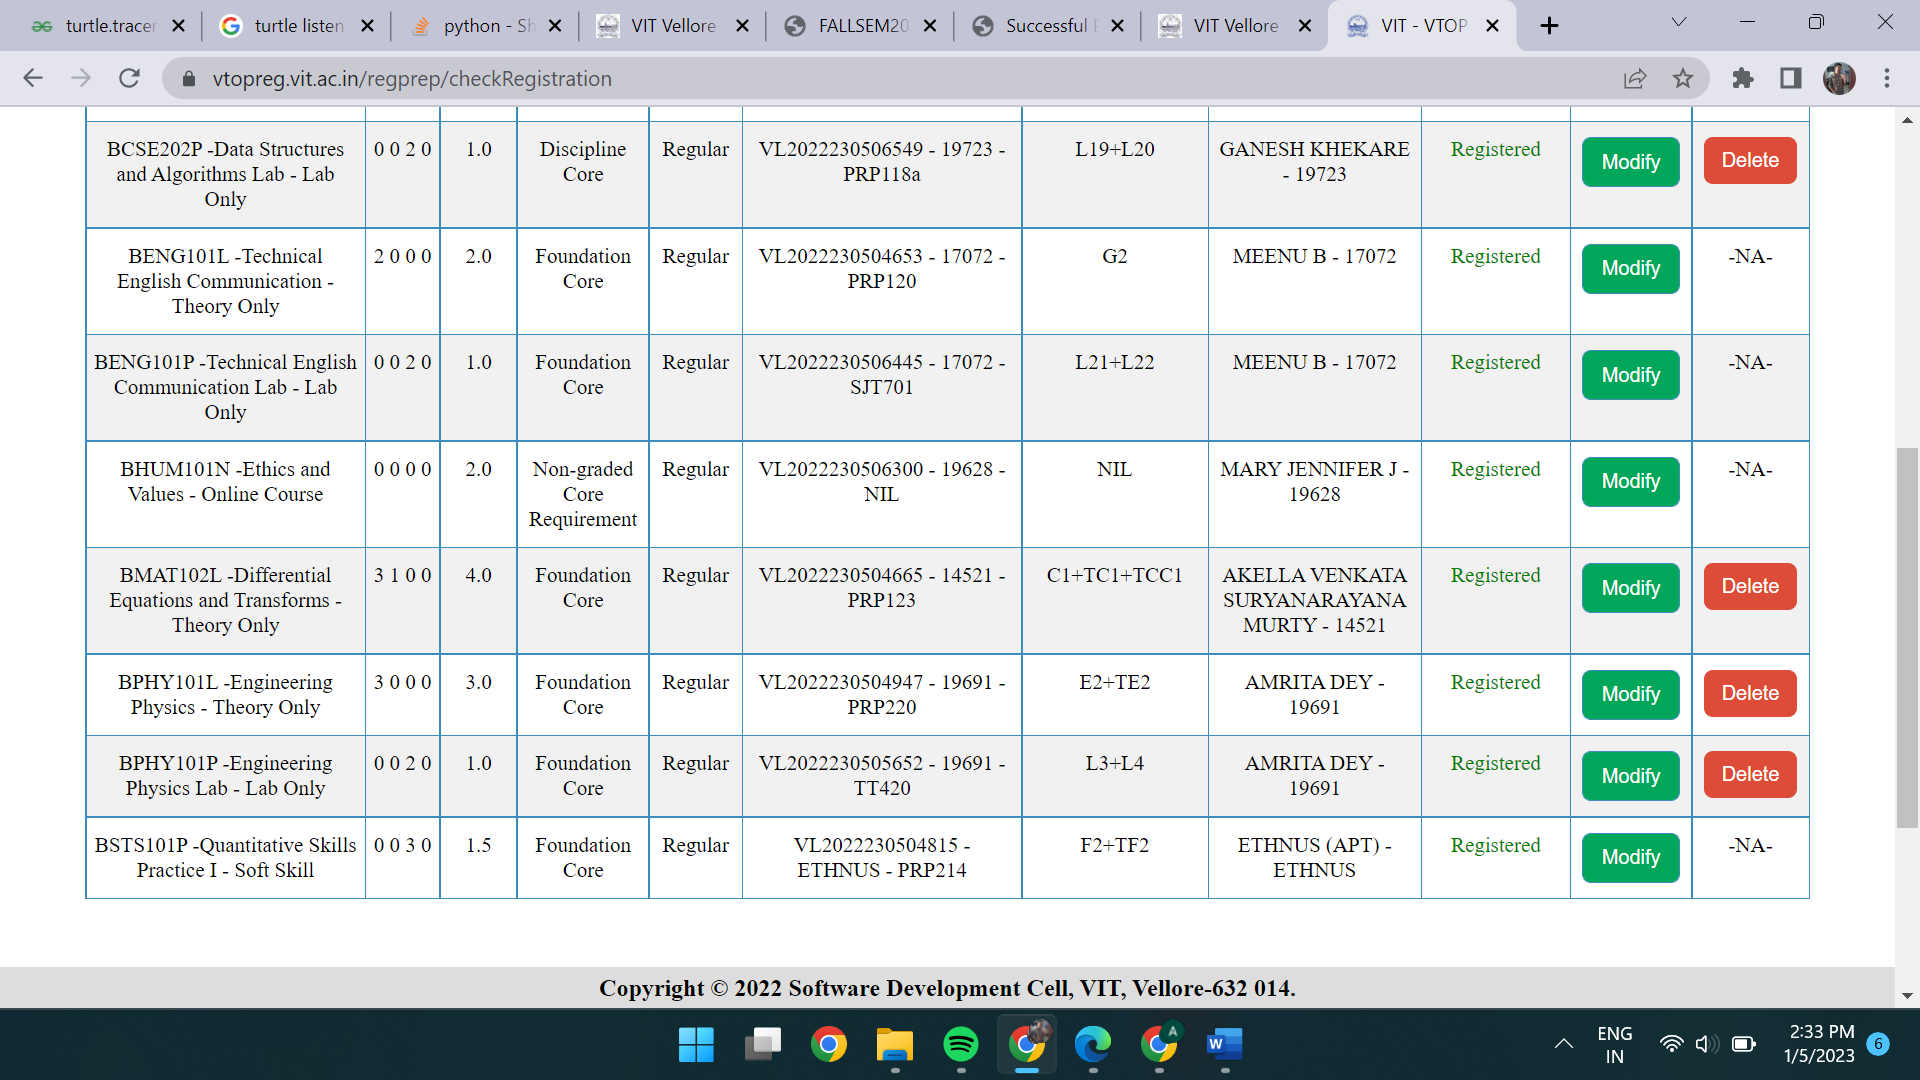 turtle.tracer
turtle listen
python - Sh
VIT Vellore
FALLSEM20
Successful
VIT Vellore
VIT - VTOP
vtopreg.vit.ac.in/regprep/checkRegistration
BCSE202P -Data Structures
and Algorithms Lab - Lab
Only
0 0 2 0
1.0
Discipline
Core
Regular
VL2022230506549 - 19723 -
PRP118a
L19+L20
GANESH KHEKARE
- 19723
Registered
Modify
Delete
BENG101L -Technical
English Communication -
Theory Only
2 0 0 0
2.0
Foundation
Core
Regular
VL2022230504653 - 17072 -
PRP120
G2
MEENU B - 17072
Registered
Modify
-NA-
BENG101P -Technical English
Communication Lab - Lab
Only
0 0 2 0
1.0
Foundation
Core
Regular
VL2022230506445 - 17072 -
SJT701
L21+L22
MEENU B - 17072
Registered
Modify
-NA-
BHUM101N -Ethics and
Values - Online Course
0 0 0 0
2.0
Non-graded
Core
Requirement
Regular
VL2022230506300 - 19628 -
NIL
NIL
MARY JENNIFER J -
19628
Registered
Modify
-NA-
BMAT102L -Differential
Equations and Transforms -
Theory Only
3 1 0 0
4.0
Foundation
Core
Regular
VL2022230504665 - 14521 -
PRP123
C1+TC1+TCC1
AKELLA VENKATA
SURYANARAYANA
MURTY - 14521
Registered
Modify
Delete
BPHY101L -Engineering
Physics - Theory Only
3 0 0 0
3.0
Foundation
Core
Regular
VL2022230504947 - 19691 -
PRP220
E2+TE2
AMRITA DEY -
19691
Registered
Modify
Delete
BPHY101P -Engineering
Physics Lab - Lab Only
0 0 2 0
1.0
Foundation
Core
Regular
VL2022230505652 - 19691 -
TT420
L3+L4
AMRITA DEY -
19691
Registered
Modify
Delete
BSTS101P -Quantitative Skills
Practice I - Soft Skill
0 0 3 0
1.5
Foundation
Core
Regular
VL2022230504815 -
ETHNUS - PRP214
F2+TF2
ETHNUS (APT) -
ETHNUS
Registered
Modify
-NA-
Copyright © 2022 Software Development Cell, VIT, Vellore-632 014.
A
W
ENG
IN
2:33 PM
1/5/2023
6